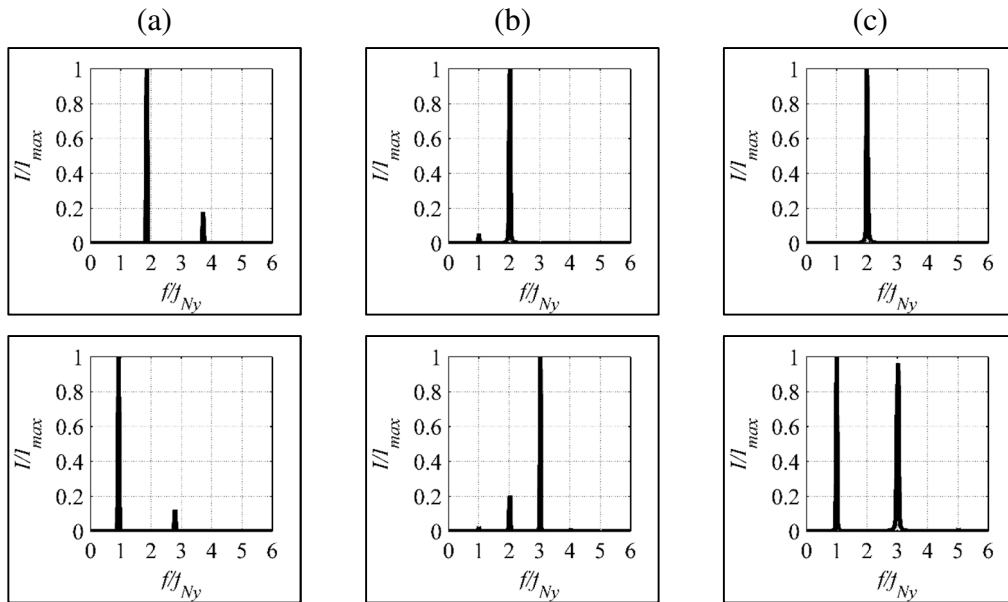 (a) (b) (c)
1 1 1
0.8 0.8 0.8
0.6 0.6 0.6
0.4 0.4 0.4
0.2 0.2 0.2
0 0 0
0 1 2 3 4 5 6 0 1 2 3 4 5 6 0 1 2 3 4 5 6
I/I_max I/I_max I/I_max
f/f_Ny f/f_Ny f/f_Ny
1 1 1
0.8 0.8 0.8
0.6 0.6 0.6
0.4 0.4 0.4
0.2 0.2 0.2
0 0 0
0 1 2 3 4 5 6 0 1 2 3 4 5 6 0 1 2 3 4 5 6
I/I_max I/I_max I/I_max
f/f_Ny f/f_Ny f/f_Ny